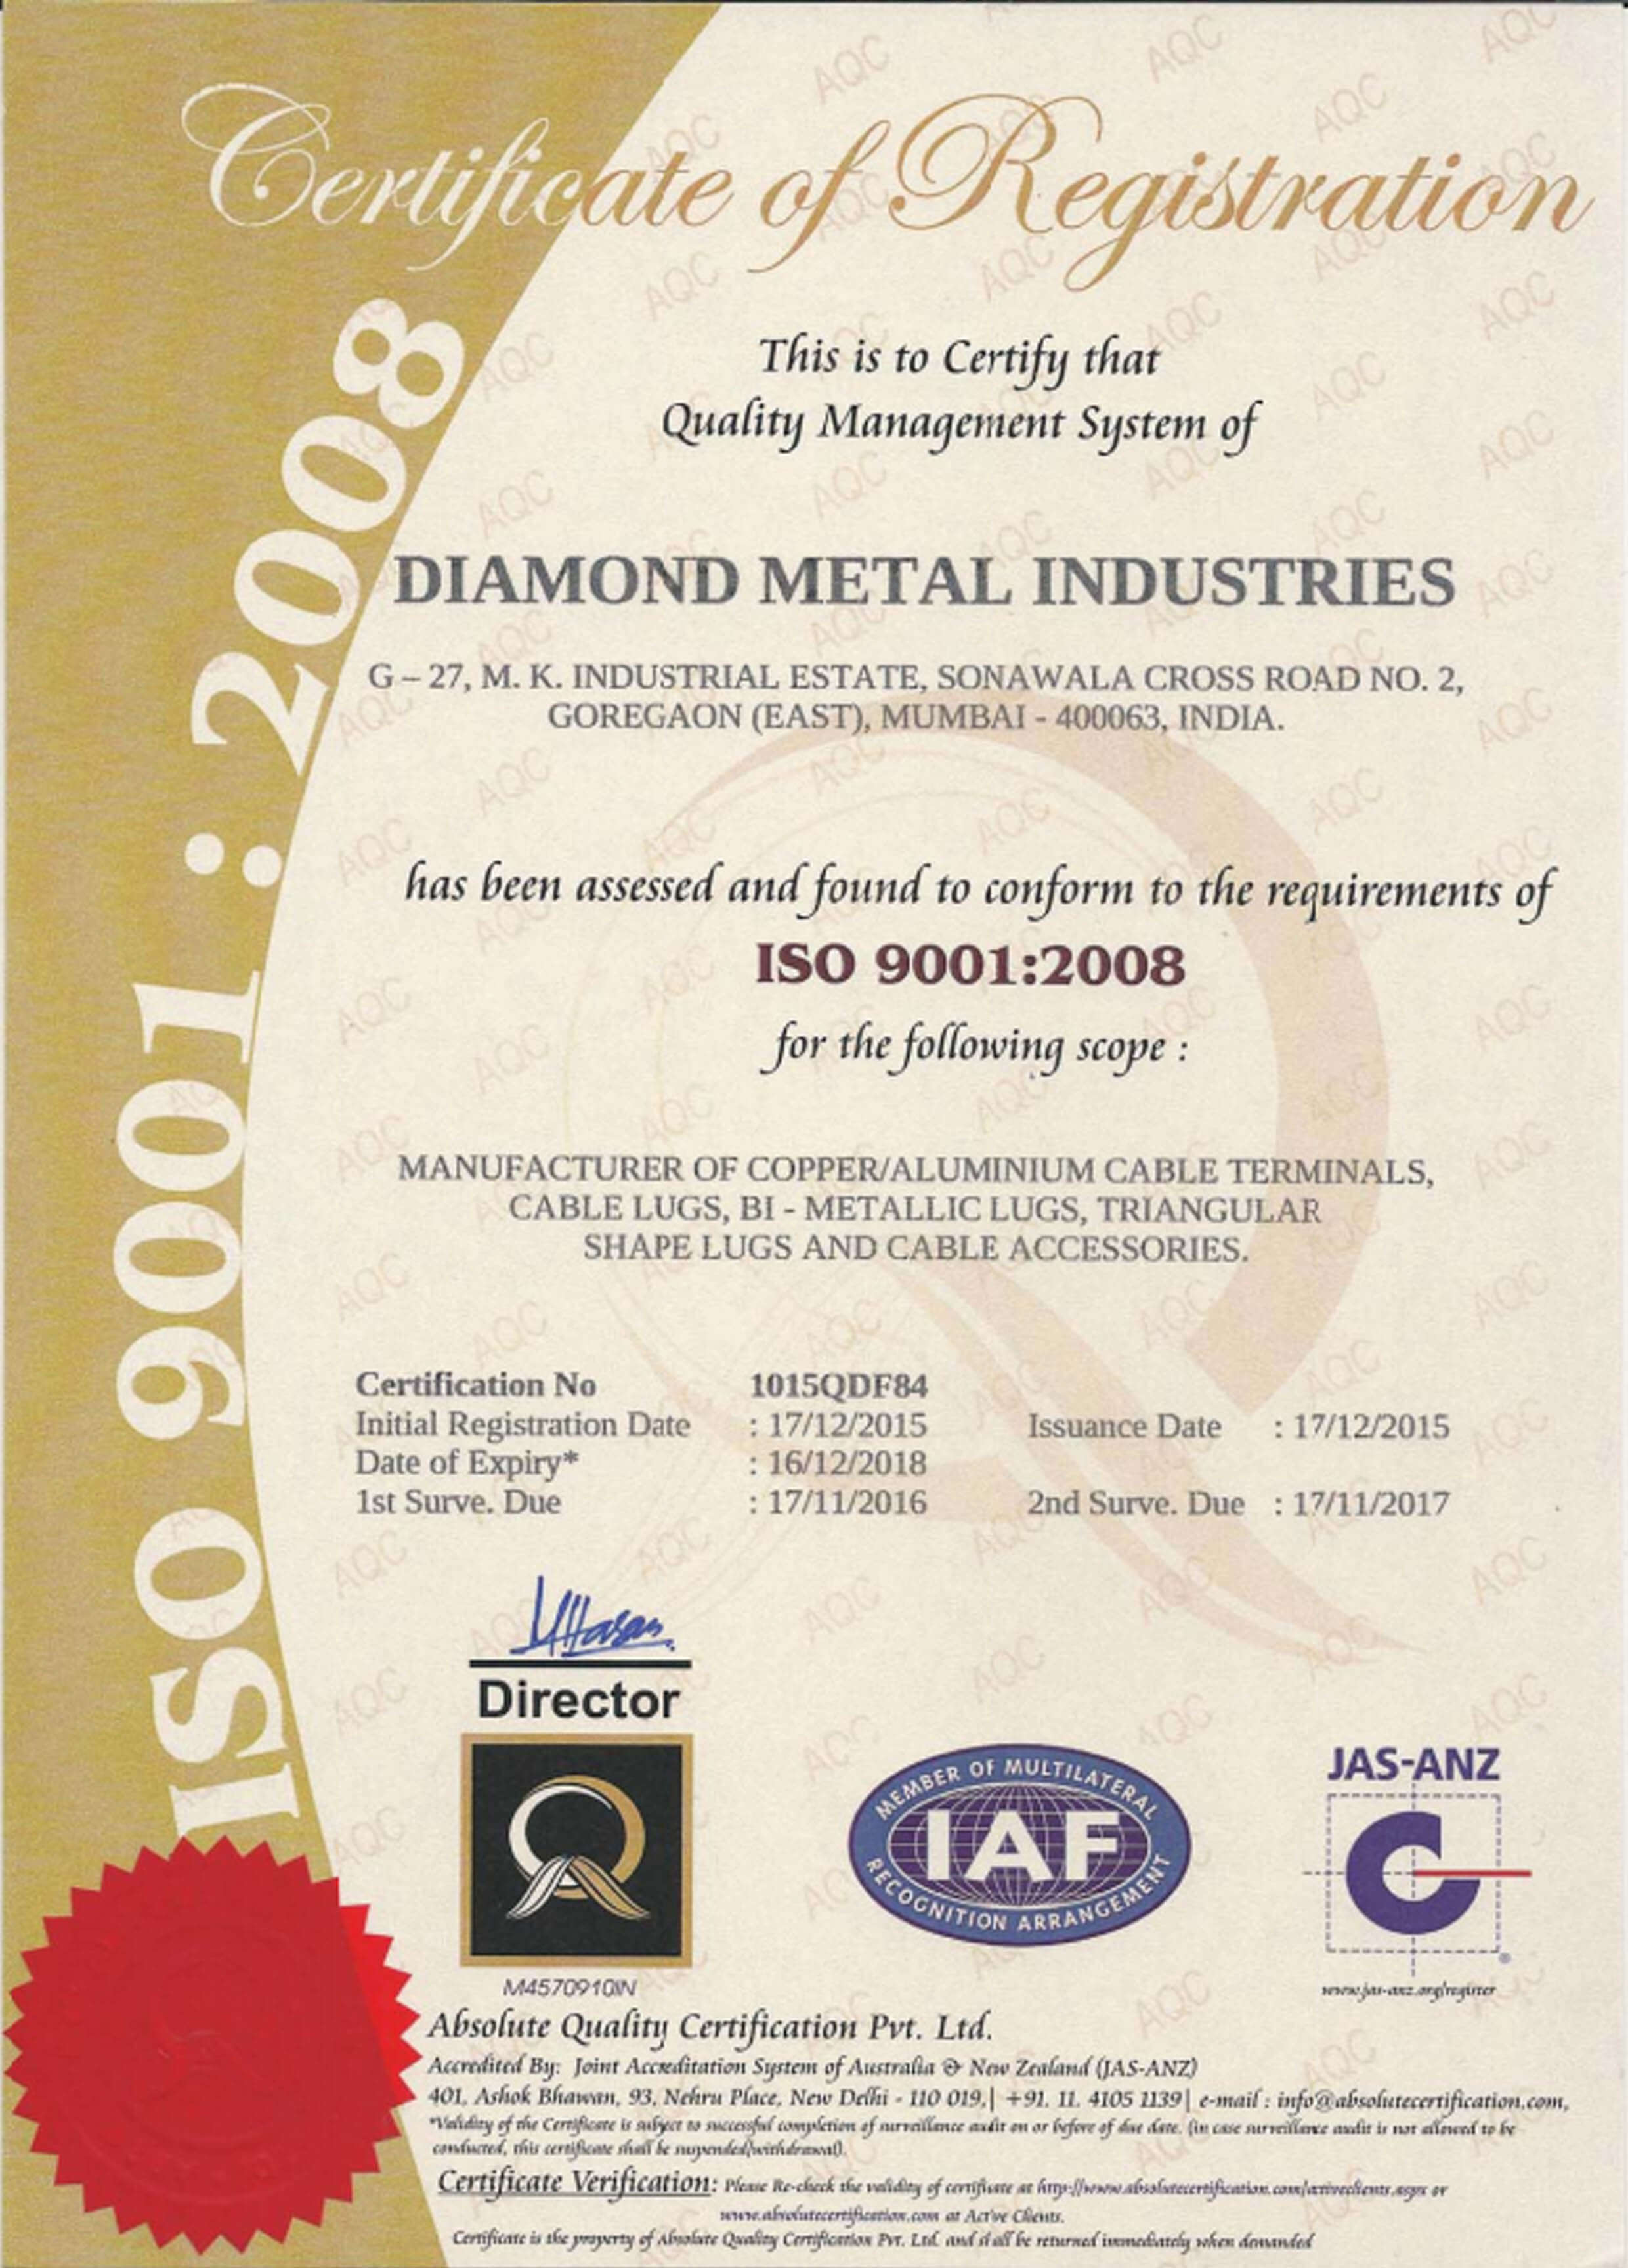 Certificate of Registration
ISO 9001 : 2008
This is to Certify that
Quality Management System of
DIAMOND METAL INDUSTRIES
G – 27, M. K. INDUSTRIAL ESTATE, SONAWALA CROSS ROAD NO. 2,
GOREGAON (EAST), MUMBAI - 400063, INDIA.
has been assessed and found to conform to the requirements of
ISO 9001:2008
for the following scope :
MANUFACTURER OF COPPER/ALUMINIUM CABLE TERMINALS,
CABLE LUGS, BI - METALLIC LUGS, TRIANGULAR
SHAPE LUGS AND CABLE ACCESSORIES.
Certification No 1015QDF84
Initial Registration Date : 17/12/2015 Issuance Date : 17/12/2015
Date of Expiry* : 16/12/2018
1st Surve. Due : 17/11/2016 2nd Surve. Due : 17/11/2017
Director
MEMBER OF MULTILATERAL
IAF
RECOGNITION ARRANGEMENT
JAS-ANZ
M4570910IN
www.jas-anz.org/register
Absolute Quality Certification Pvt. Ltd.
Accredited By: Joint Accreditation System of Australia & New Zealand (JAS-ANZ)
401, Ashok Bhawan, 93, Nehru Place, New Delhi - 110 019,| +91. 11. 4105 1139| e-mail : info@absolutecertification.com,
*Validity of the Certificate is subject to successful completion of surveillance audit on or before of due date. (in case surveillance audit is not allowed to be
conducted, this certificate shall be suspended/withdrawal).
Certificate Verification: Please Re-check the validity of certificate at http://www.absolutecertification.com/activeclients.aspx or
www.absolutecertification.com at Active Clients.
Certificate is the property of Absolute Quality Certification Pvt. Ltd. and shall be returned immediately when demanded